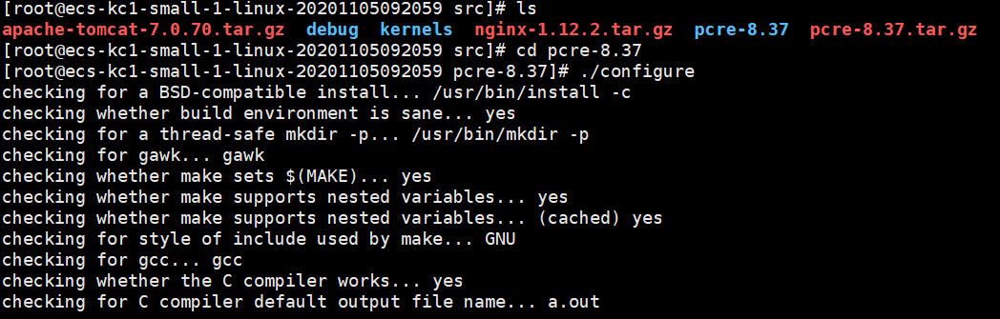 [root@ecs-kc1-small-1-linux-20201105092059 src]# ls
apache-tomcat-7.0.70.tar.gz  debug  kernels  nginx-1.12.2.tar.gz  pcre-8.37  pcre-8.37.tar.gz
[root@ecs-kc1-small-1-linux-20201105092059 src]# cd pcre-8.37
[root@ecs-kc1-small-1-linux-20201105092059 pcre-8.37]# ./configure
checking for a BSD-compatible install... /usr/bin/install -c
checking whether build environment is sane... yes
checking for a thread-safe mkdir -p... /usr/bin/mkdir -p
checking for gawk... gawk
checking whether make sets $(MAKE)... yes
checking whether make supports nested variables... yes
checking whether make supports nested variables... (cached) yes
checking for style of include used by make... GNU
checking for gcc... gcc
checking whether the C compiler works... yes
checking for C compiler default output file name... a.out